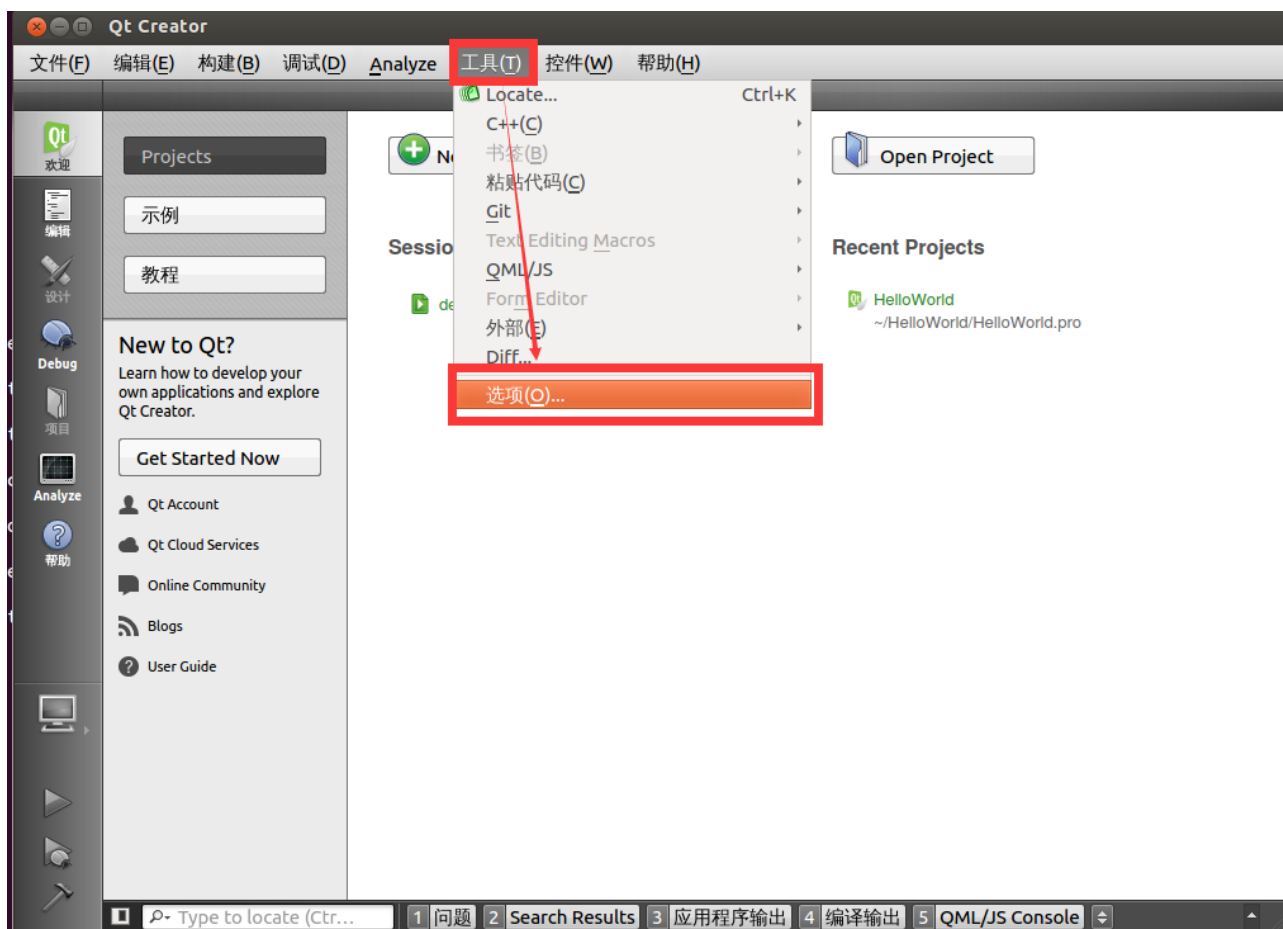 Qt Creator
文件(F) 编辑(E) 构建(B) 调试(D) Analyze 工具(T) 控件(W) 帮助(H)
Locate... Ctrl+K
C++(C)
书签(B)
粘贴代码(C)
Git
Text Editing Macros
QML/JS
Form Editor
外部(E)
Diff...
选项(O)...
Qt
欢迎
编辑
设计
Debug
项目
Analyze
帮助
Projects
示例
教程
New to Qt?
Learn how to develop your
own applications and explore
Qt Creator.
Get Started Now
Qt Account
Qt Cloud Services
Online Community
Blogs
User Guide
Open Project
Recent Projects
HelloWorld
~/HelloWorld/HelloWorld.pro
Type to locate (Ctr... 1 问题 2 Search Results 3 应用程序输出 4 编译输出 5 QML/JS Console